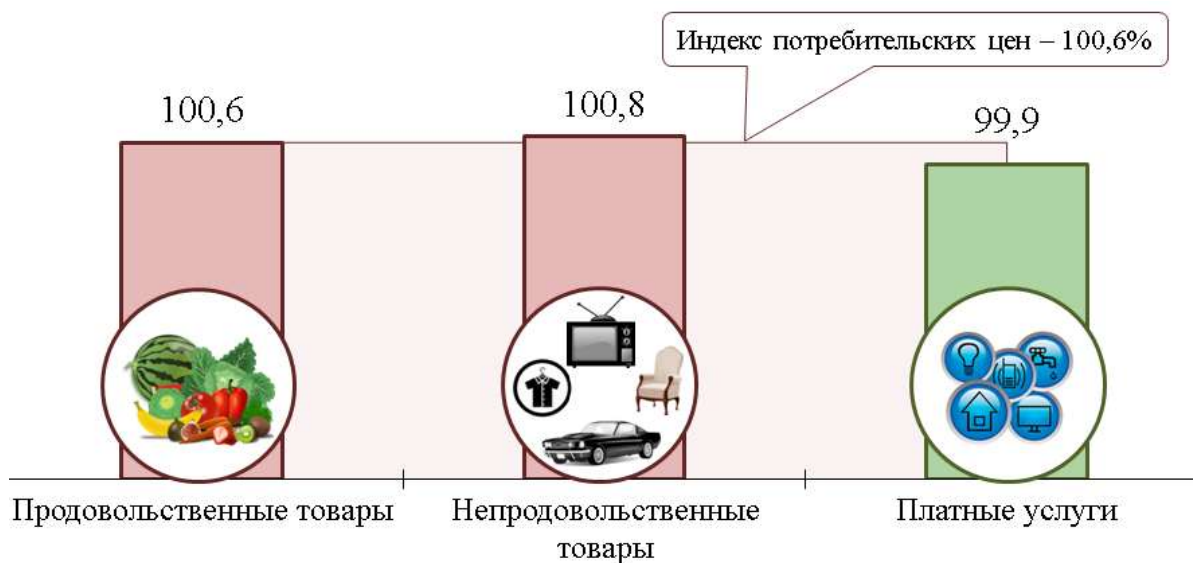 Индекс потребительских цен – 100,6%
100,6
100,8
99,9
Продовольственные товары
Непродовольственные
товары
Платные услуги